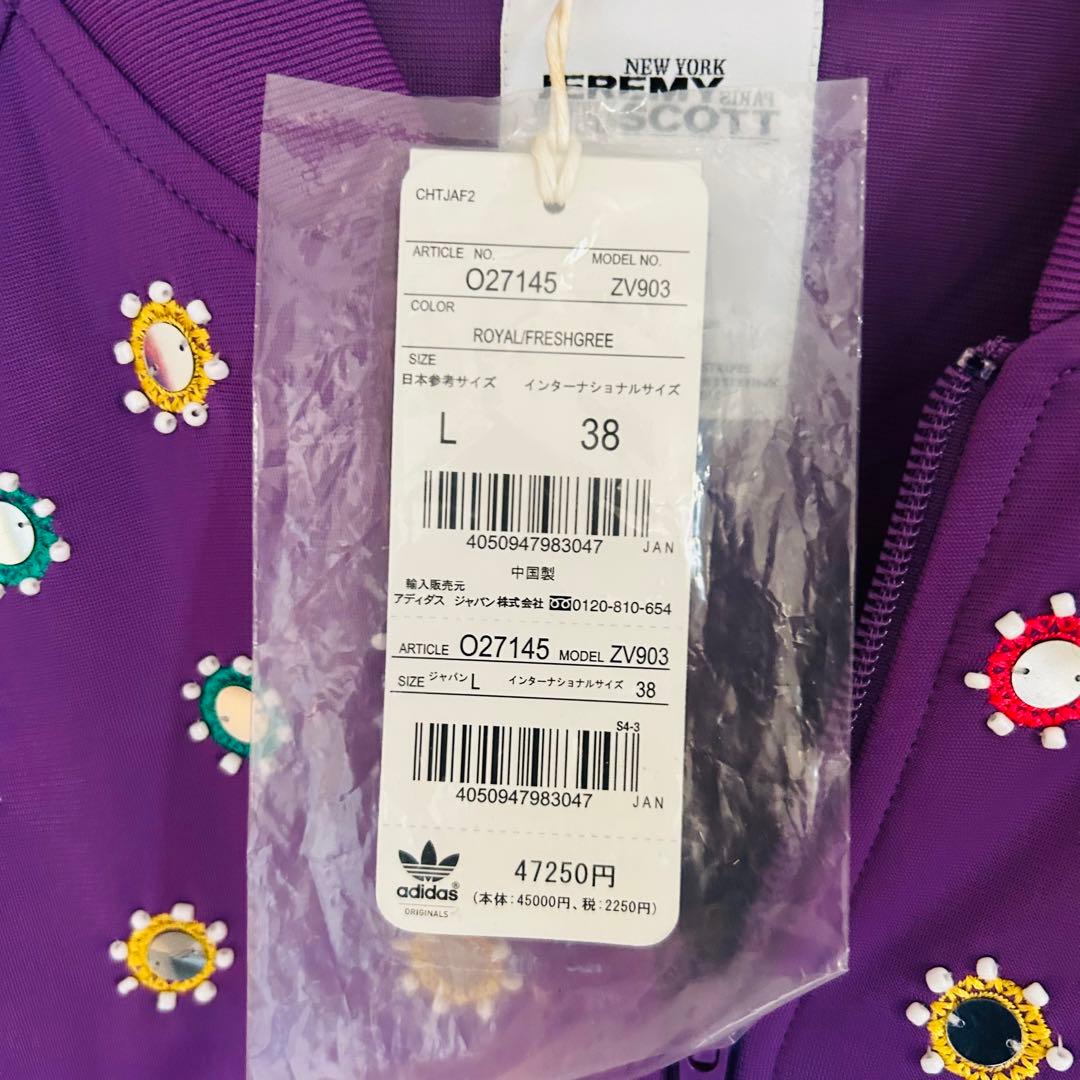 NEW YORK
JEREMY
PARIS
SCOTT
CHTJAF2
ARTICLE NO. MODEL NO.
O27145 ZV903
COLOR
ROYAL/FRESHGREE
SIZE
日本参考サイズ インターナショナルサイズ
L 38
4050947983047 JAN
中国製
輸入販売元
アディダス ジャパン株式会社 0120-810-654
ARTICLE O27145 MODEL ZV903
SIZE ジャパン L インターナショナルサイズ 38
S4-3
4050947983047 JAN
adidas®
ORIGINALS
47250円
(本体:45000円、税:2250円)